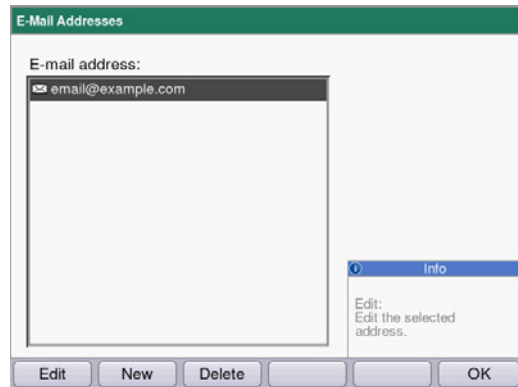 E-Mail Addresses
E-mail address:
email@example.com
Info
Edit:
Edit the selected
address.
Edit New Delete OK